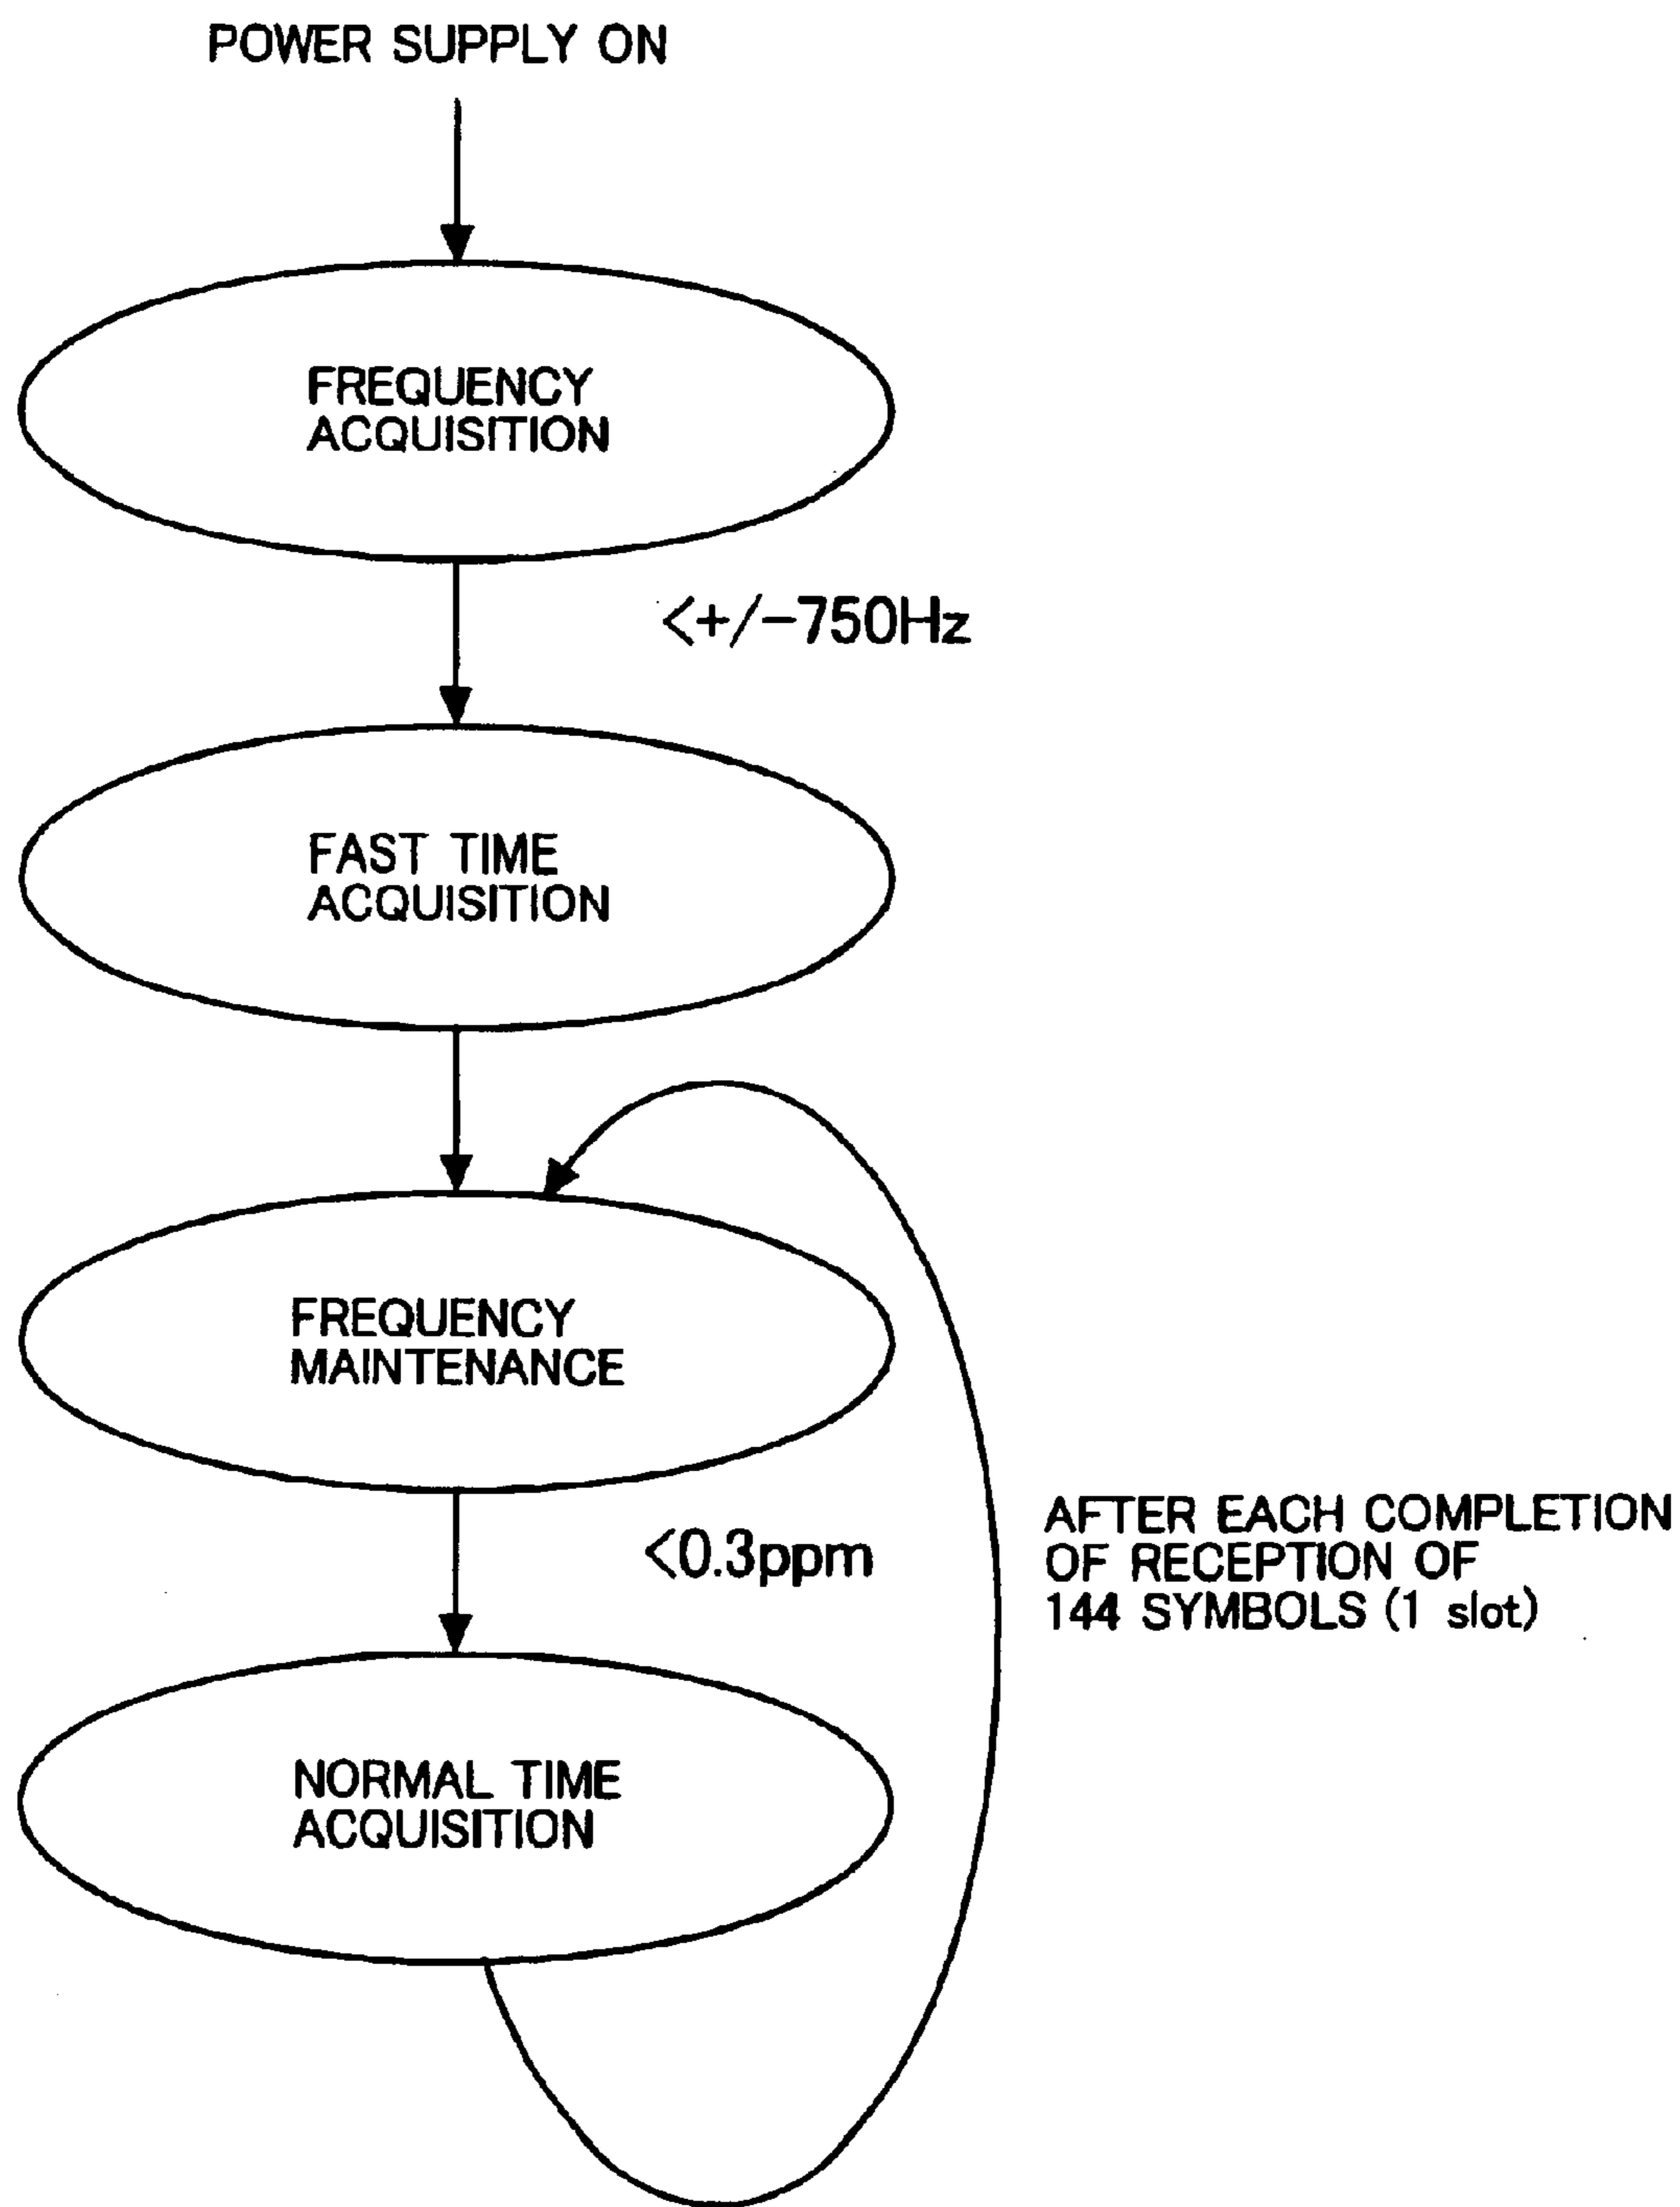 POWER SUPPLY ON
FREQUENCY
ACQUISITION
<+/-750Hz
FAST TIME
ACQUISITION
FREQUENCY
MAINTENANCE
<0.3ppm
AFTER EACH COMPLETION
OF RECEPTION OF
144 SYMBOLS (1 slot)
NORMAL TIME
ACQUISITION